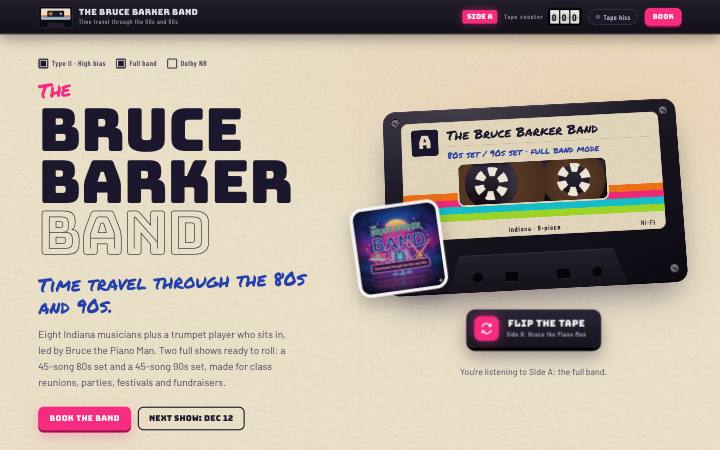 THE BRUCE BARKER BAND
Time travel through the 80s and 90s
SIDE A
Tape counter
000
Tape hiss
BOOK
Type II · High bias
Full band
Dolby NR
THE
BRUCE
BARKER
BAND
TIME TRAVEL THROUGH THE 80S
AND 90S.
Eight Indiana musicians plus a trumpet player who sits in,
led by Bruce the Piano Man. Two full shows ready to roll: a
45-song 80s set and a 45-song 90s set, made for class
reunions, parties, festivals and fundraisers.
BOOK THE BAND
NEXT SHOW: DEC 12
A
THE BRUCE BARKER BAND
80S SET / 90S SET · FULL BAND MODE
Indiana · 8-piece
Hi-Fi
BAND
FLIP THE TAPE
Side B: Bruce the Piano Man
You're listening to Side A: the full band.